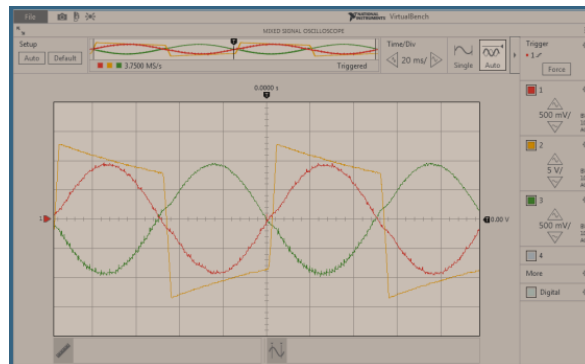 File
NATIONAL INSTRUMENTS VirtualBench
MIXED SIGNAL OSCILLOSCOPE
Setup
Auto Default
3.7500 MS/s Triggered
Time/Div
20 ms/
Single
Auto
Trigger
1
Force
0.0000 s
T
1
500 mV/
2
5 V/
3
500 mV/
4
More
Digital
1
T 0.00 V